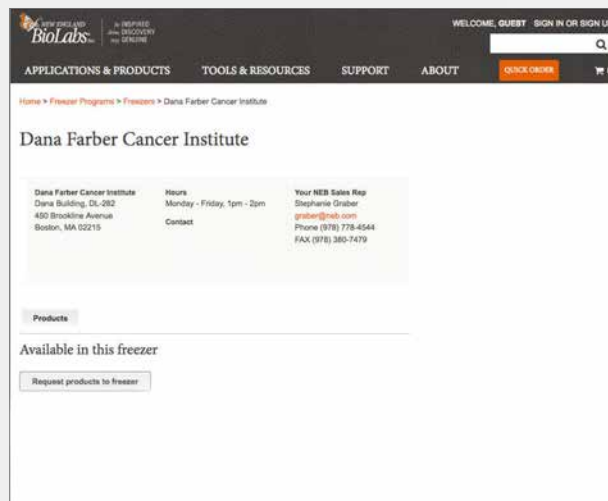 NEW ENGLAND
BioLabs Inc.
be INSPIRED
drive DISCOVERY
stay GENUINE
WELCOME, GUEST SIGN IN OR SIGN U
APPLICATIONS & PRODUCTS TOOLS & RESOURCES SUPPORT ABOUT QUICK ORDER
Home > Freezer Programs > Freezers > Dana Farber Cancer Institute
Dana Farber Cancer Institute
Dana Farber Cancer Institute
Dana Building, DL-282
450 Brookline Avenue
Boston, MA 02215
Hours
Monday - Friday, 1pm - 2pm
Contact
Your NEB Sales Rep
Stephanie Graber
graber@neb.com
Phone (978) 778-4544
FAX (978) 380-7479
Products
Available in this freezer
Request products to freezer